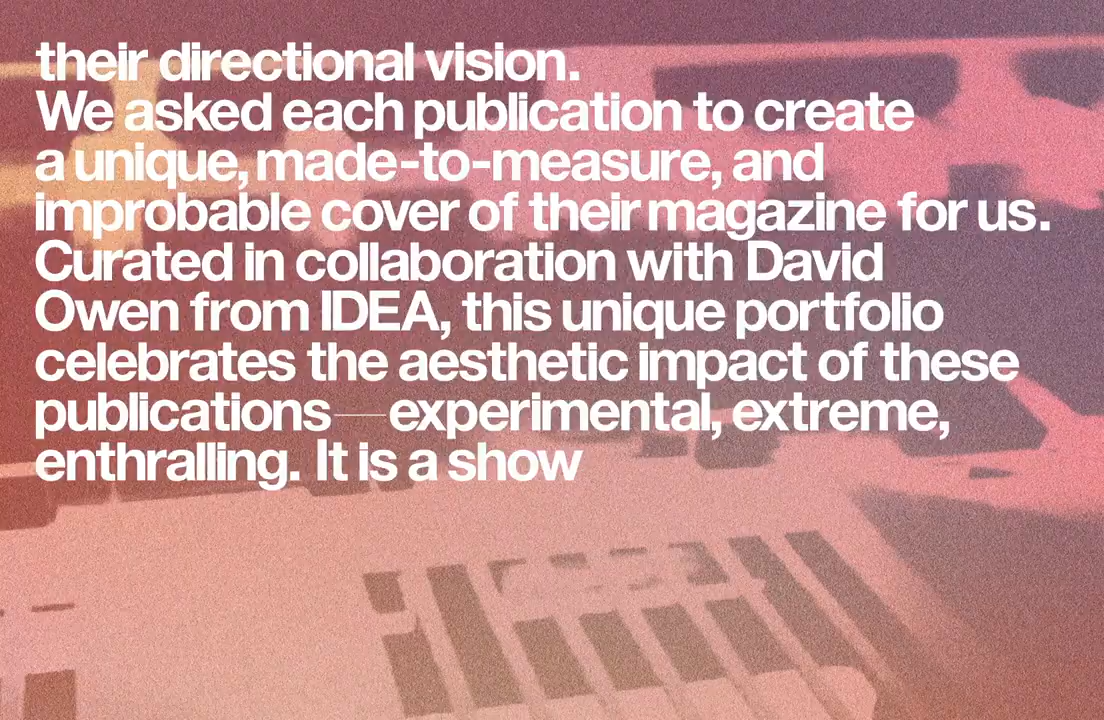 their directional vision.
We asked each publication to create
a unique, made-to-measure, and
improbable cover of their magazine for us.
Curated in collaboration with David
Owen from IDEA, this unique portfolio
celebrates the aesthetic impact of these
publications—experimental, extreme,
enthralling. It is a show